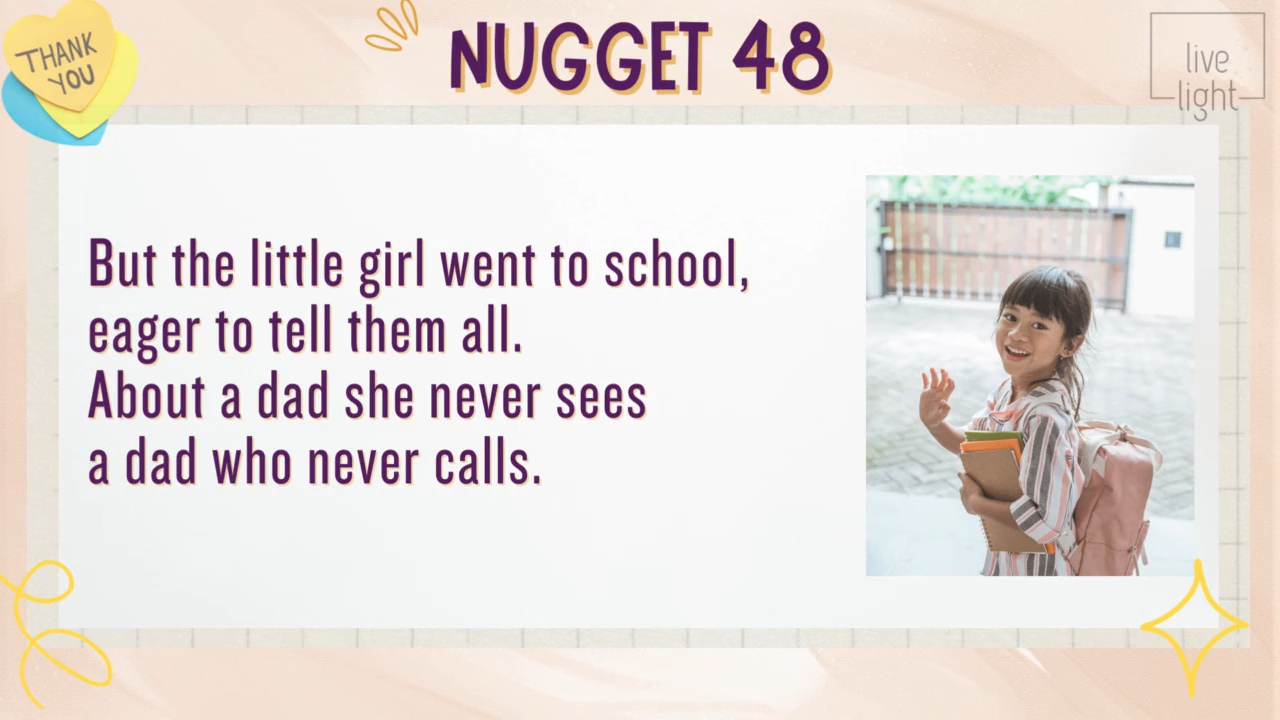 THANK
YOU
NUGGET 48
live
light
But the little girl went to school,
eager to tell them all.
About a dad she never sees
a dad who never calls.